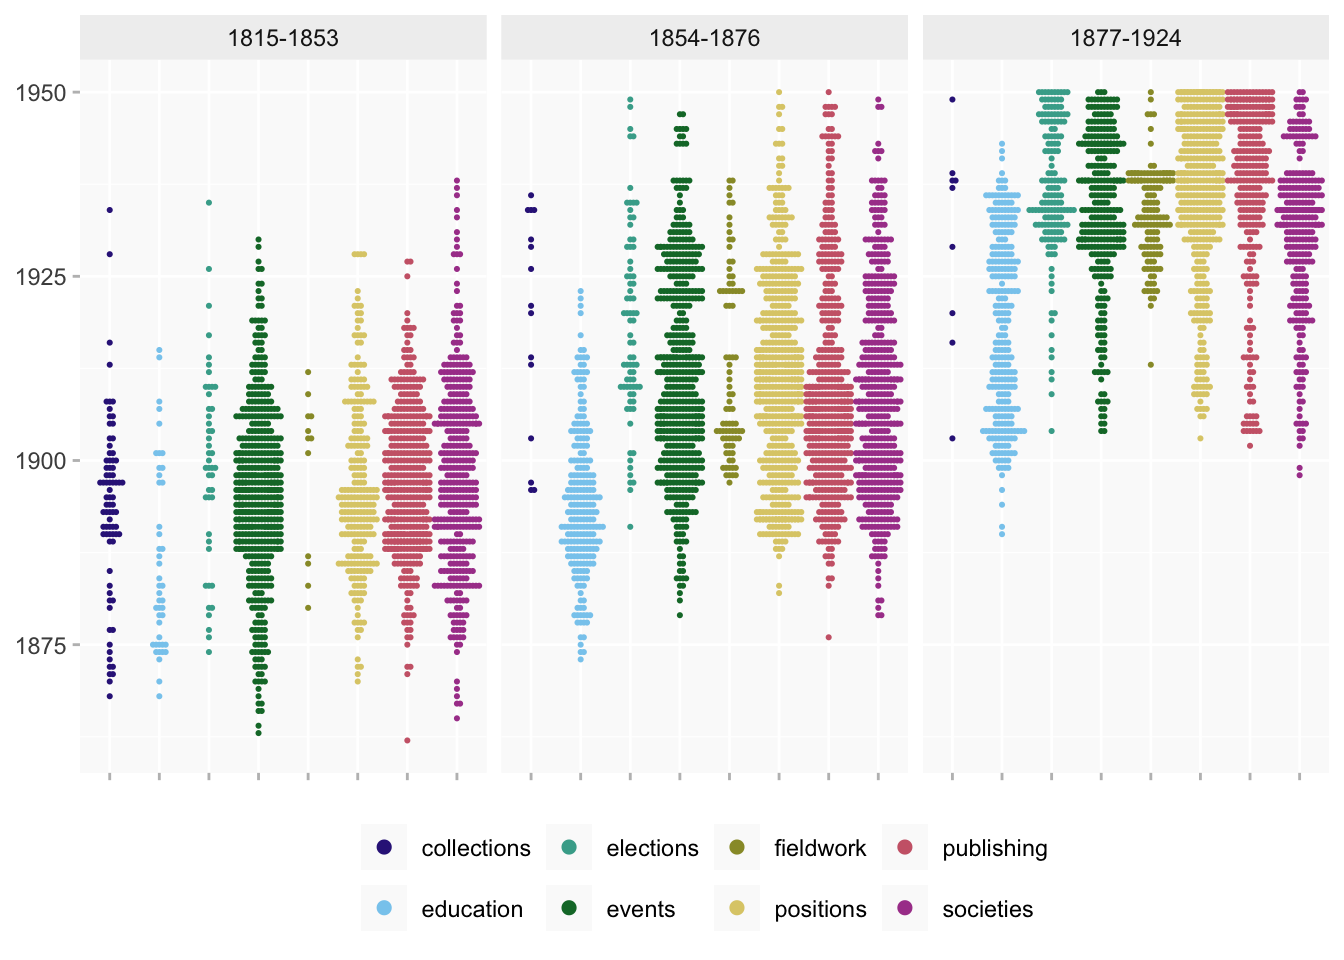 1815-1853 1854-1876 1877-1924
1950
1925
1900
1875
collections elections fieldwork publishing
education events positions societies